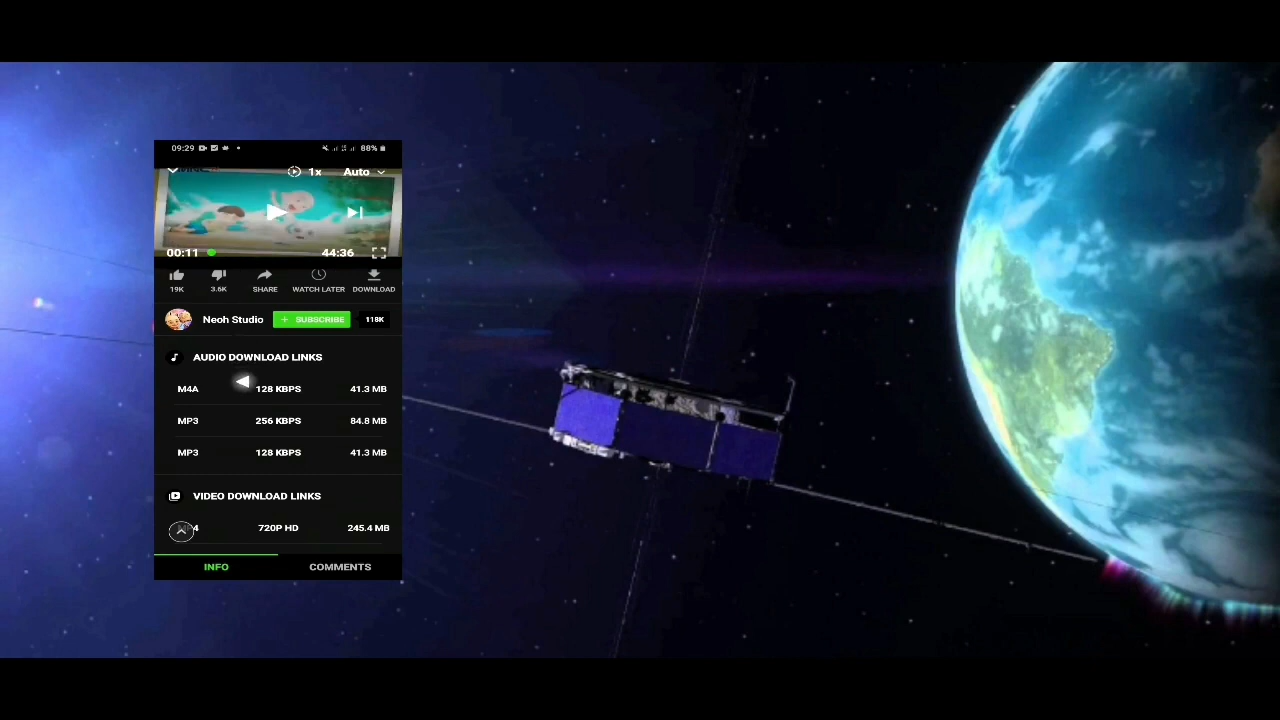 09:29 88%
1x Auto
00:11 44:36
19K 3.6K SHARE WATCH LATER DOWNLOAD
Neoh Studio + SUBSCRIBE 118K
AUDIO DOWNLOAD LINKS
M4A 128 KBPS 41.3 MB
MP3 256 KBPS 84.8 MB
MP3 128 KBPS 41.3 MB
VIDEO DOWNLOAD LINKS
720P HD 245.4 MB
INFO COMMENTS